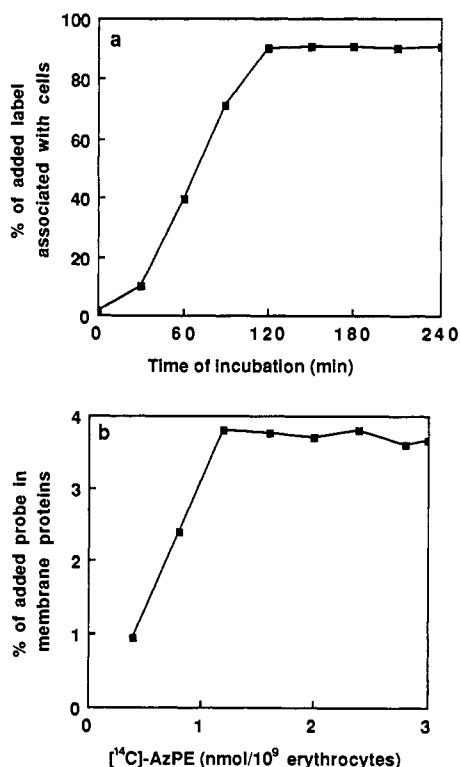 a
% of added label
associated with cells
100
80
60
40
20
0
0 60 120 180 240
Time of incubation (min)
b
% of added probe in
membrane proteins
4
3
2
1
0
0 1 2 3
[¹⁴C]-AzPE (nmol/10⁹ erythrocytes)